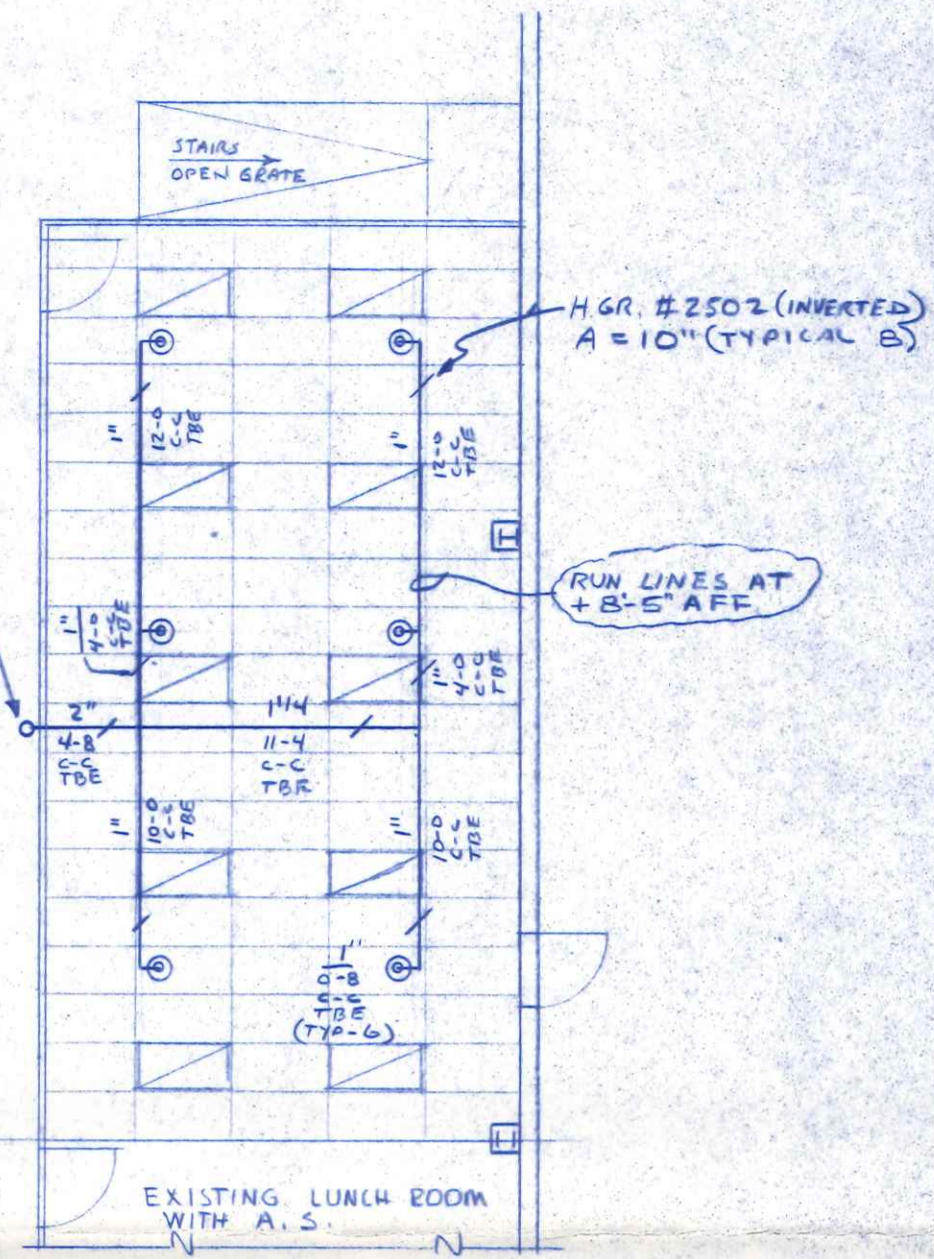 STAIRS
OPEN GRATE
HGR. #2502 (INVERTED)
A = 10" (TYPICAL 8)
1"
12-0
C-C
TBE
1"
12-0
C-C
TBE
RUN LINES AT
+ 8'-5" AFF
1"
4-0
C-C
TBE
1"
4-0
C-C
TBE
2"
4-8
C-C
TBE
1 1/4
11-4
C-C
TBE
1"
10-0
C-C
TBE
1"
10-0
C-C
TBE
1"
0-8
C-C
TBE
(TYP-6)
EXISTING LUNCH ROOM
WITH A.S.